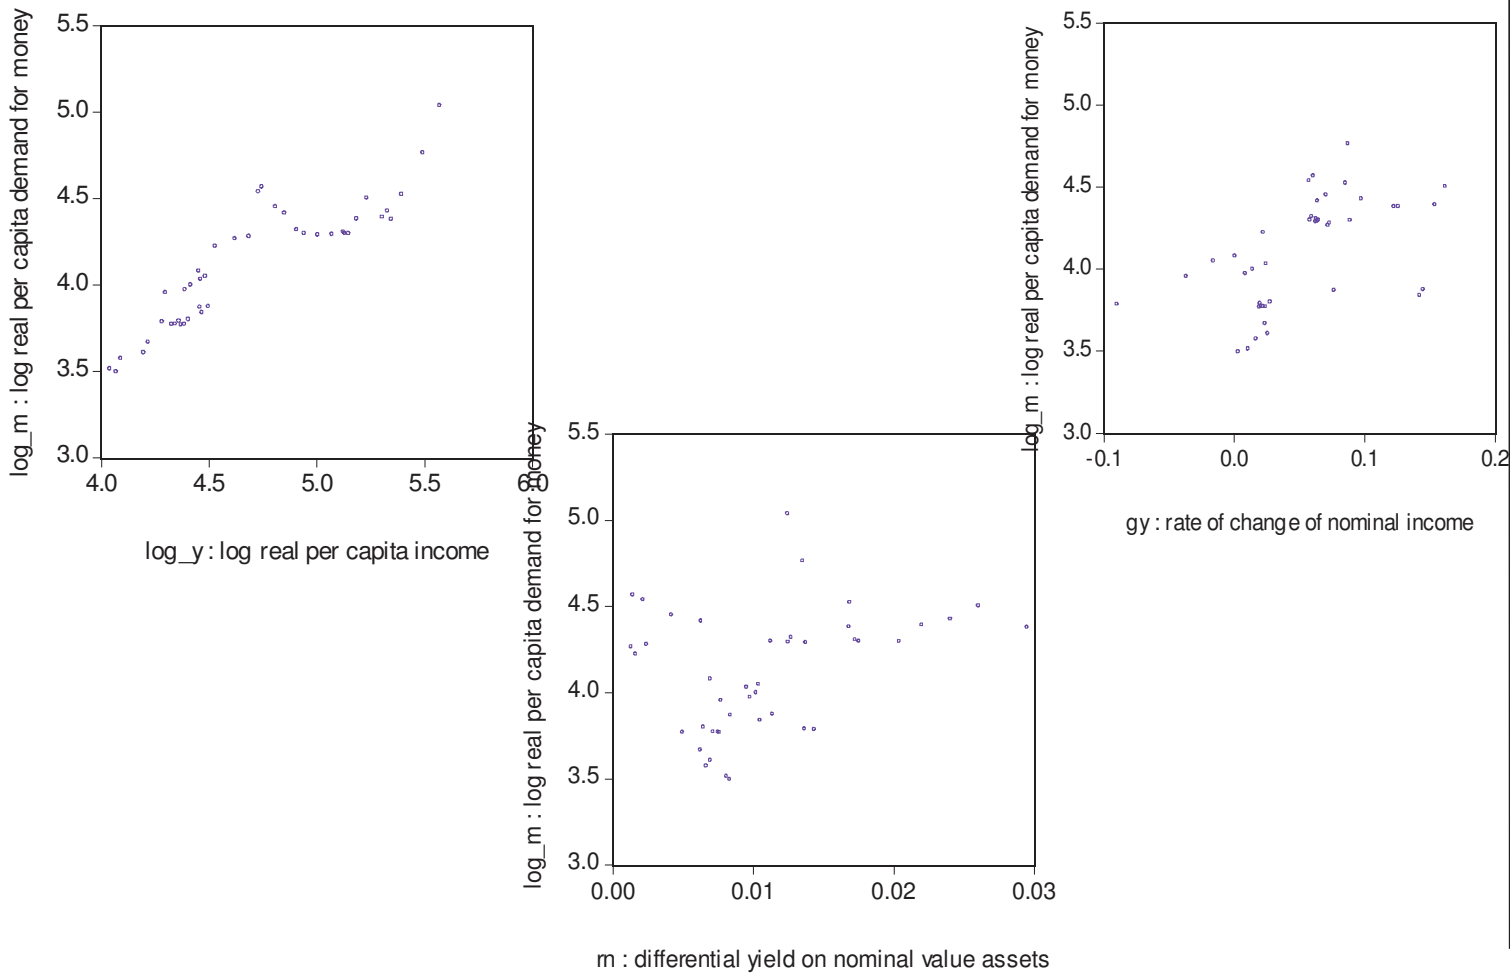 log_m : log real per capita demand for money
5.5
5.0
4.5
4.0
3.5
3.0
4.0 4.5 5.0 5.5 6.0
log_y : log real per capita income
log_m : log real per capita demand for money
5.5
5.0
4.5
4.0
3.5
3.0
0.00 0.01 0.02 0.03
rn : differential yield on nominal value assets
log_m : log real per capita demand for money
5.5
5.0
4.5
4.0
3.5
3.0
-0.1 0.0 0.1 0.2
gy : rate of change of nominal income